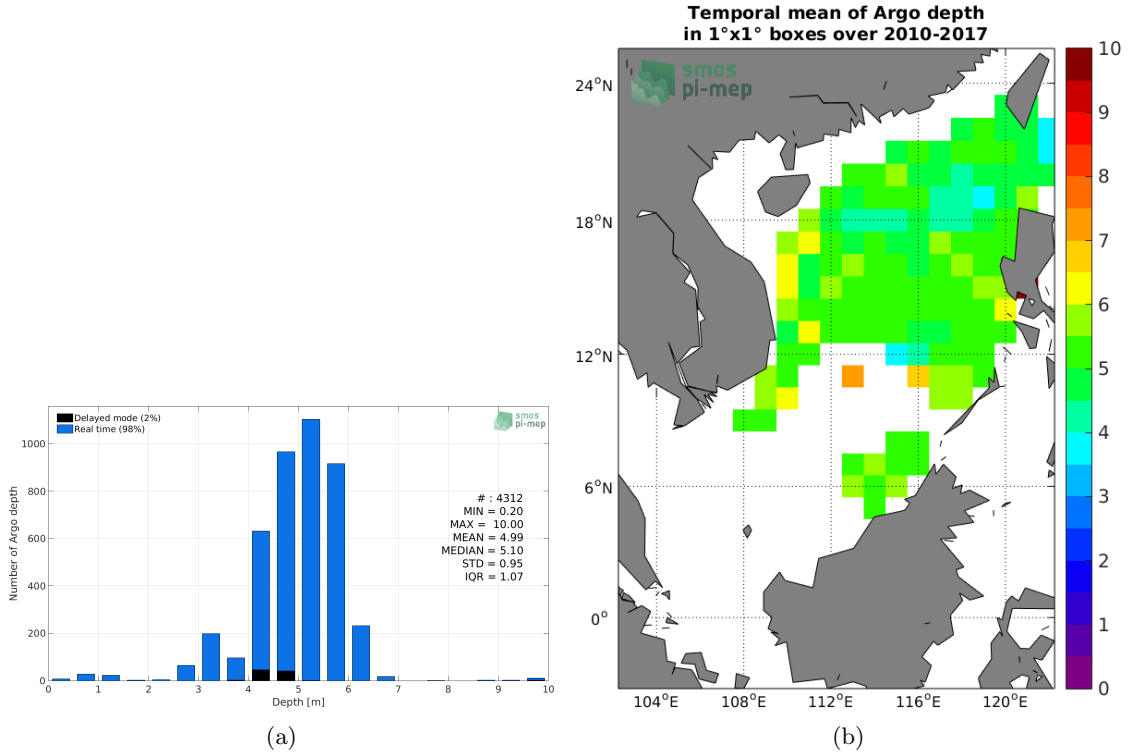 Delayed mode (2%)
Real time (98%)
smos
pi-mep
# : 4312
MIN = 0.20
MAX = 10.00
MEAN = 4.99
MEDIAN = 5.10
STD = 0.95
IQR = 1.07
Number of Argo depth
1000
800
600
400
200
0
0 1 2 3 4 5 6 7 8 9 10
Depth [m]
(a)
Temporal mean of Argo depth
in 1°x1° boxes over 2010-2017
smos
pi-mep
24°N
18°N
12°N
6°N
0°
104°E 108°E 112°E 116°E 120°E
10
9
8
7
6
5
4
3
2
1
0
(b)